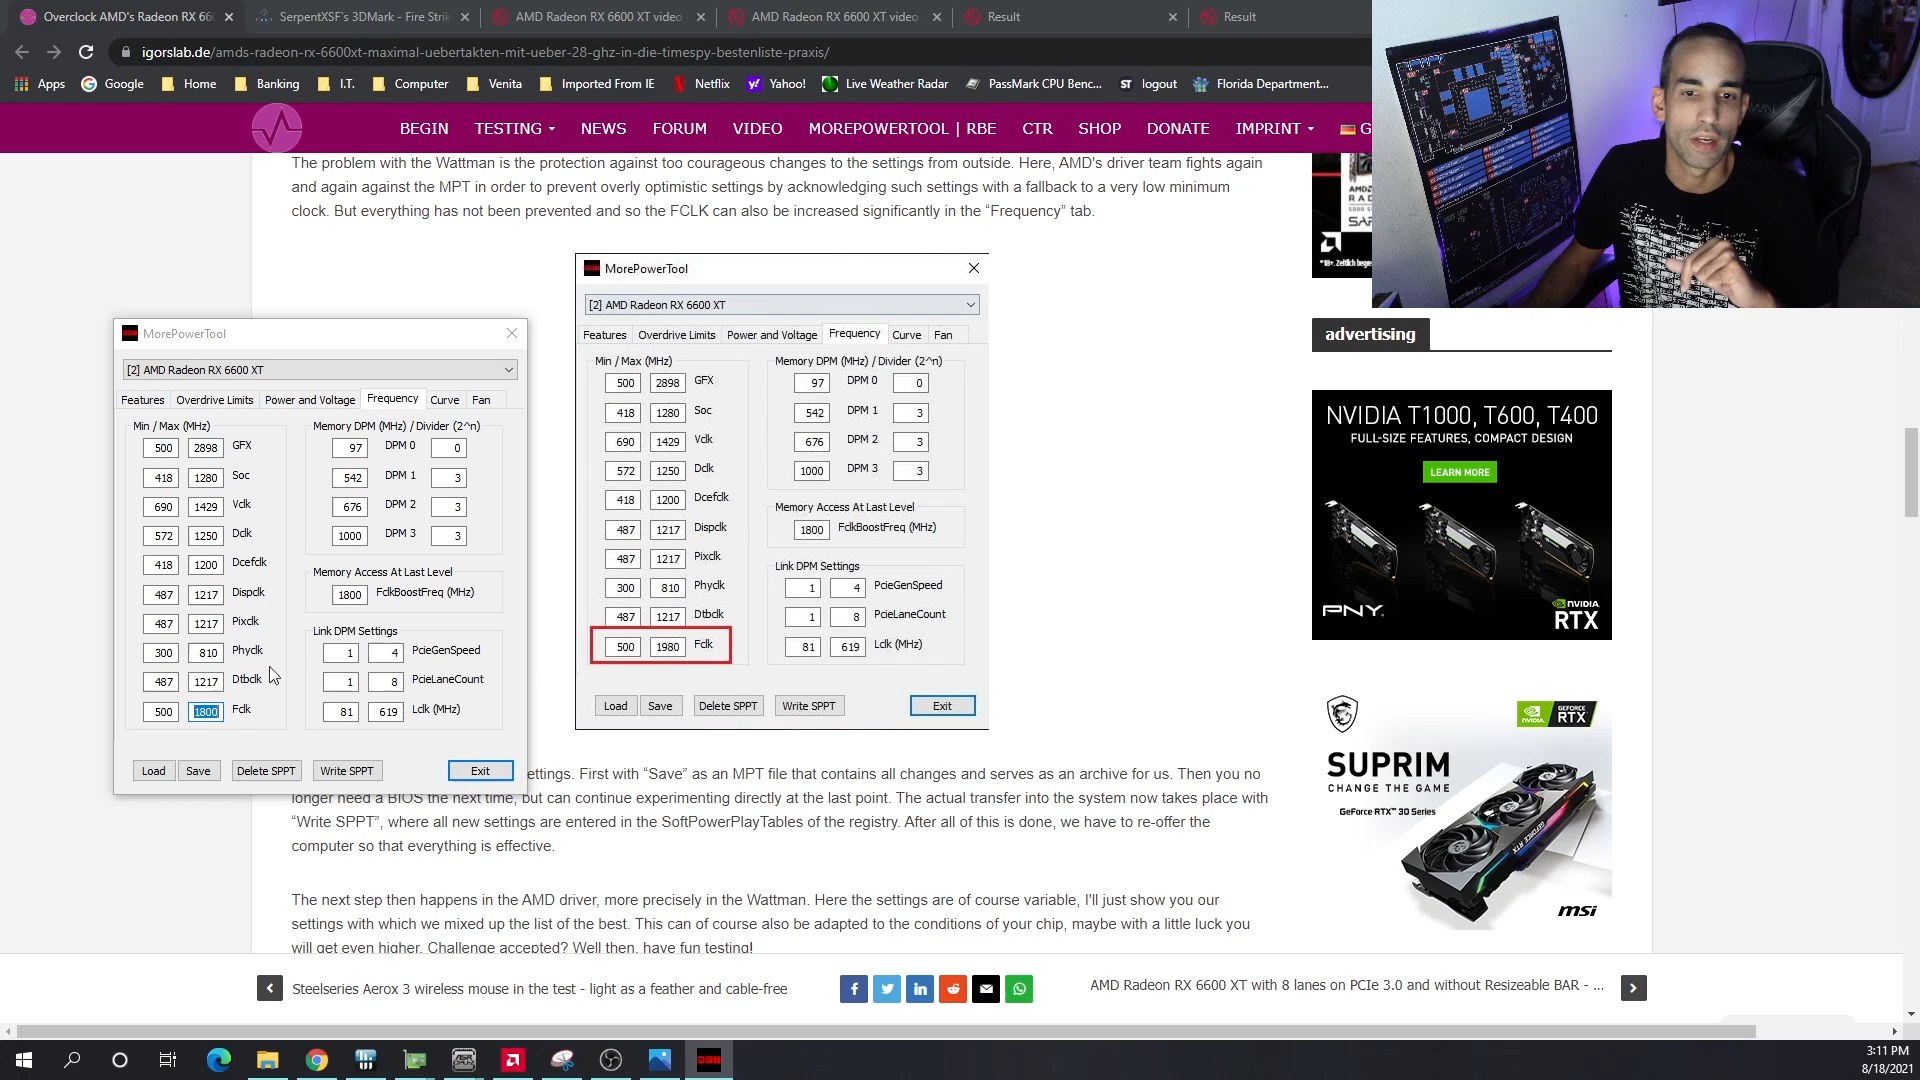 Overclock AMD's Radeon RX 66
SerpentXSF's 3DMark - Fire Strik
AMD Radeon RX 6600 XT video
AMD Radeon RX 6600 XT video
Result
Result
igorslab.de/amds-radeon-rx-6600xt-maximal-uebertakten-mit-ueber-28-ghz-in-die-timespy-bestenliste-praxis/
Apps Google Home Banking I.T. Computer Venita Imported From IE Netflix Yahoo! Live Weather Radar PassMark CPU Benc... ST logout Florida Department...
BEGIN TESTING NEWS FORUM VIDEO MOREPOWERTOOL | RBE CTR SHOP DONATE IMPRINT G
The problem with the Wattman is the protection against too courageous changes to the settings from outside. Here, AMD's driver team fights again
and again against the MPT in order to prevent overly optimistic settings by acknowledging such settings with a fallback to a very low minimum
clock. But everything has not been prevented and so the FCLK can also be increased significantly in the “Frequency” tab.
MorePowerTool
[2] AMD Radeon RX 6600 XT
Features Overdrive Limits Power and Voltage Frequency Curve Fan
Min / Max (MHz)
500 2898 GFX
418 1280 Soc
690 1429 Vclk
572 1250 Dclk
418 1200 Dcefclk
487 1217 Dispclk
487 1217 Pixclk
300 810 Phyclk
487 1217 Dtbclk
500 1800 Fclk
Memory DPM (MHz) / Divider (2^n)
97 DPM 0 0
542 DPM 1 3
676 DPM 2 3
1000 DPM 3 3
Memory Access At Last Level
1800 FclkBoostFreq (MHz)
Link DPM Settings
1 4 PcieGenSpeed
1 8 PcieLaneCount
81 619 Lclk (MHz)
Load Save Delete SPPT Write SPPT Exit
MorePowerTool
[2] AMD Radeon RX 6600 XT
Features Overdrive Limits Power and Voltage Frequency Curve Fan
Min / Max (MHz)
500 2898 GFX
418 1280 Soc
690 1429 Vclk
572 1250 Dclk
418 1200 Dcefclk
487 1217 Dispclk
487 1217 Pixclk
300 810 Phyclk
487 1217 Dtbclk
500 1980 Fclk
Memory DPM (MHz) / Divider (2^n)
97 DPM 0 0
542 DPM 1 3
676 DPM 2 3
1000 DPM 3 3
Memory Access At Last Level
1800 FclkBoostFreq (MHz)
Link DPM Settings
1 4 PcieGenSpeed
1 8 PcieLaneCount
81 619 Lclk (MHz)
Load Save Delete SPPT Write SPPT Exit
ettings. First with “Save” as an MPT file that contains all changes and serves as an archive for us. Then you no
longer need a BIOS the next time, but can continue experimenting directly at the last point. The actual transfer into the system now takes place with
“Write SPPT”, where all new settings are entered in the SoftPowerPlayTables of the registry. After all of this is done, we have to re-offer the
computer so that everything is effective.
The next step then happens in the AMD driver, more precisely in the Wattman. Here the settings are of course variable, I'll just show you our
settings with which we mixed up the list of the best. This can of course also be adapted to the conditions of your chip, maybe with a little luck you
will get even higher. Challenge accepted? Well then, have fun testing!
advertising
NVIDIA T1000, T600, T400
FULL-SIZE FEATURES, COMPACT DESIGN
LEARN MORE
PNY. NVIDIA RTX
GEFORCE RTX
SUPRIM
CHANGE THE GAME
GeForce RTX™ 30 Series
msi
Steelseries Aerox 3 wireless mouse in the test - light as a feather and cable-free
AMD Radeon RX 6600 XT with 8 lanes on PCIe 3.0 and without Resizeable BAR - ...
3:11 PM
8/18/2021